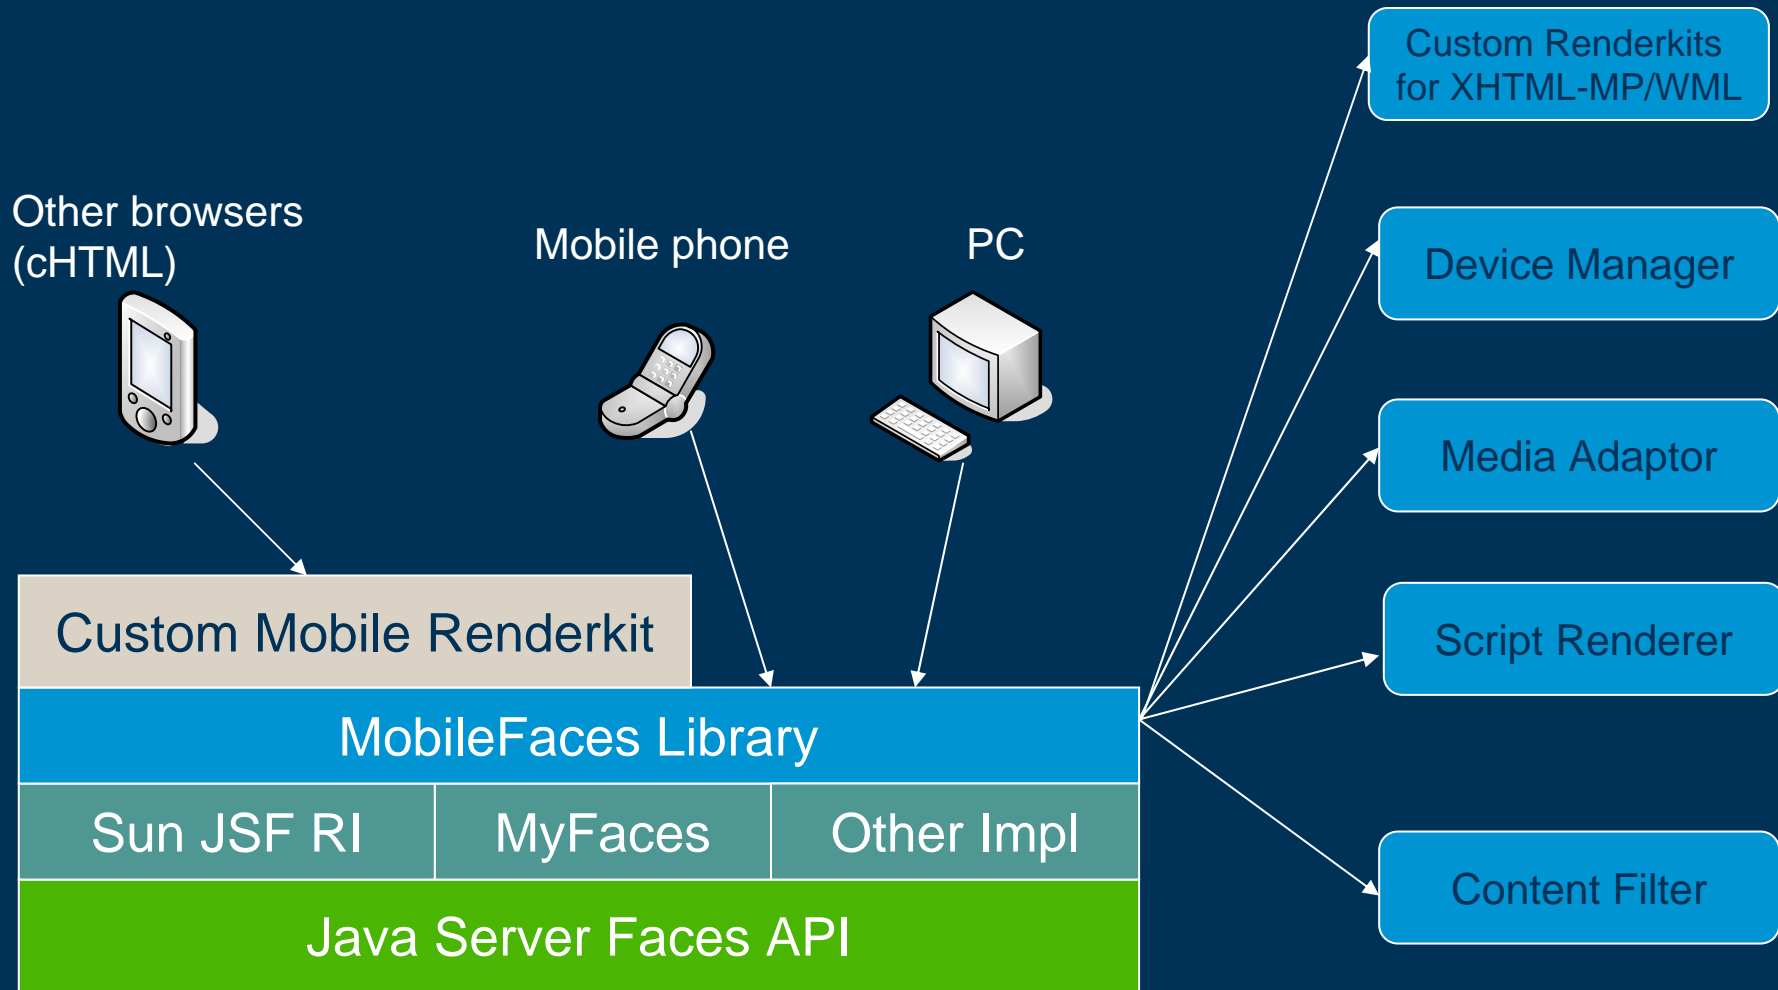 Custom Renderkits
for XHTML-MP/WML
Other browsers
(cHTML)
Mobile phone
PC
Device Manager
Media Adaptor
Custom Mobile Renderkit
Script Renderer
MobileFaces Library
Sun JSF RI
MyFaces
Other Impl
Content Filter
Java Server Faces API